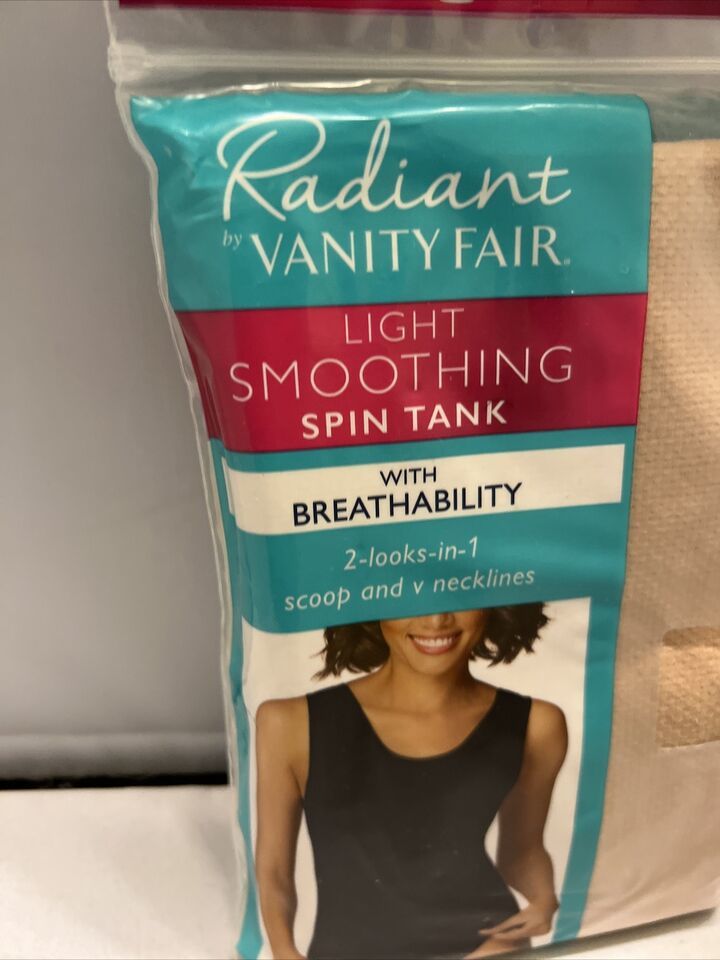 Radiant
by VANITY FAIR
LIGHT
SMOOTHING
SPIN TANK
WITH
BREATHABILITY
2-looks-in-1
scoop and v necklines